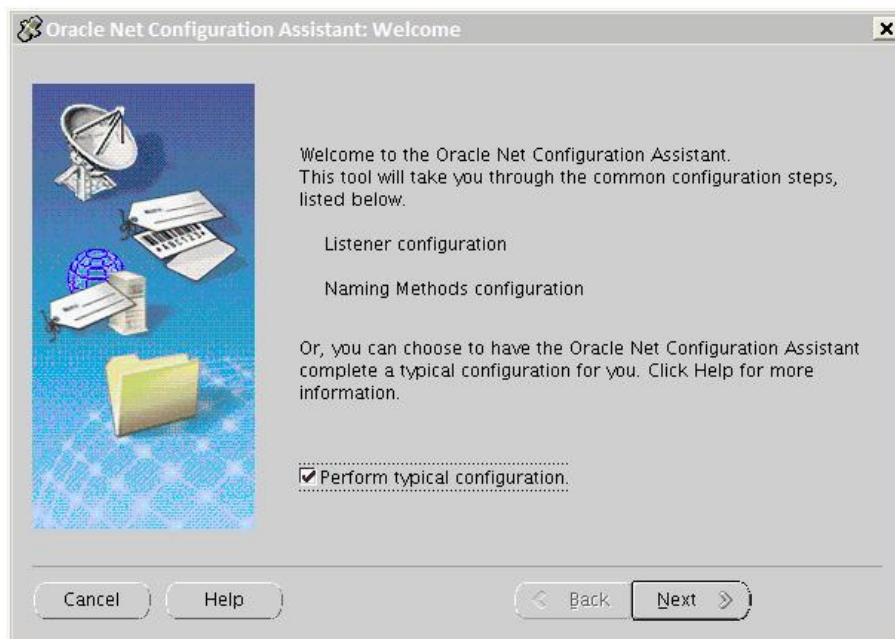 Oracle Net Configuration Assistant: Welcome
Welcome to the Oracle Net Configuration Assistant.
This tool will take you through the common configuration steps,
listed below.
Listener configuration
Naming Methods configuration
Or, you can choose to have the Oracle Net Configuration Assistant
complete a typical configuration for you. Click Help for more
information.
Perform typical configuration.
Cancel
Help
Back
Next